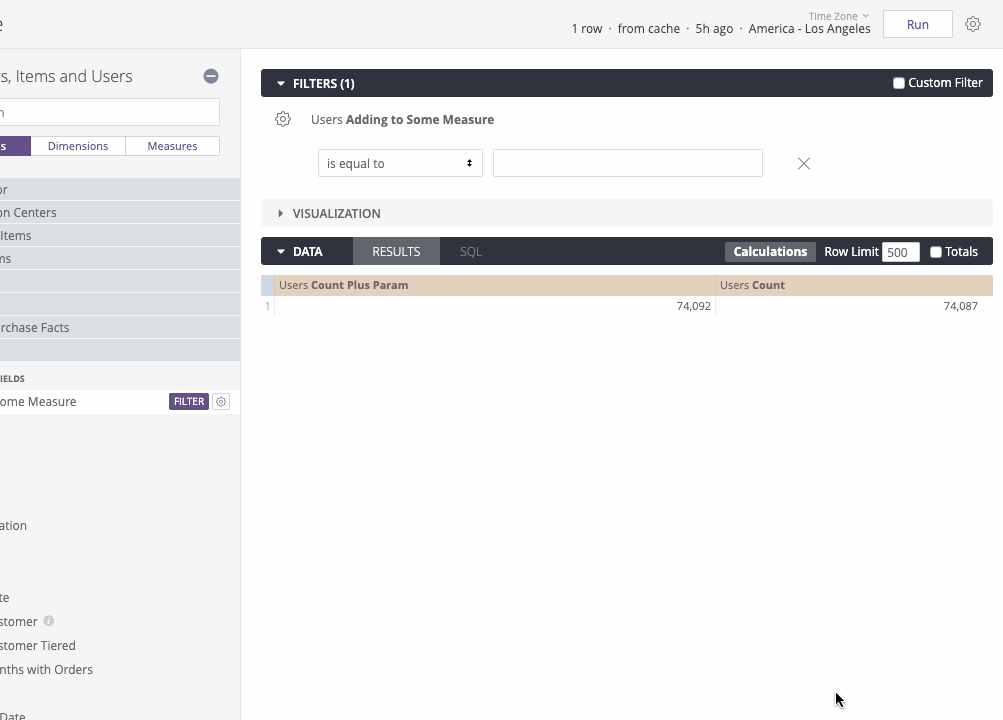 e
Time Zone
1 row · from cache · 5h ago · America - Los Angeles
Run
s, Items and Users
n
s Dimensions Measures
or
on Centers
Items
ms
rchase Facts
IELDS
ome Measure FILTER
ation
te
stomer i
stomer Tiered
nths with Orders
Date
FILTERS (1) Custom Filter
Users Adding to Some Measure
is equal to
VISUALIZATION
DATA RESULTS SQL Calculations Row Limit 500 Totals
Users Count Plus Param Users Count
1 74,092 74,087